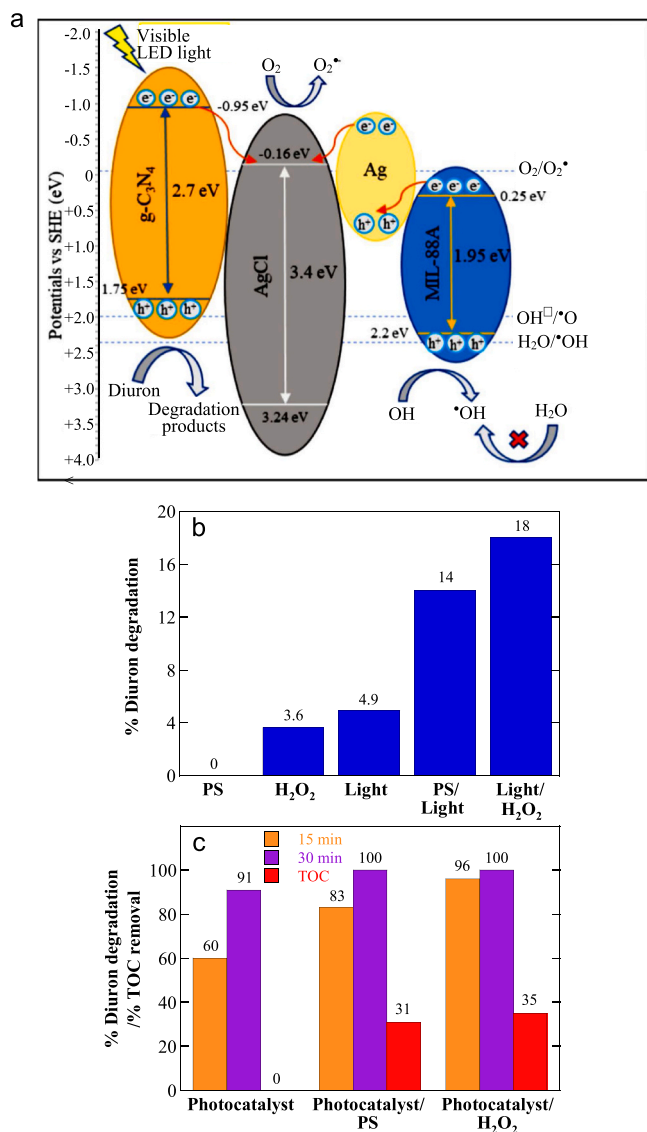 a
Visible
LED light
Potentials vs SHE (eV)
-2.0
-1.5
-1.0
-0.5
0
+0.5
+1.0
+1.5
+2.0
+2.5
+3.0
+3.5
+4.0
e- e- e-
-0.95 eV
g-C₃N₄
2.7 eV
1.75 eV
h+ h+ h+
Diuron
Degradation
products
O₂
O₂•-
-0.16 eV
AgCl
3.4 eV
3.24 eV
e- e-
Ag
h+ h+
O₂/O₂•
e- e- e-
0.25 eV
MIL-88A
1.95 eV
2.2 eV
h+ h+ h+
OH□/•O
H₂O/•OH
OH
•OH
H₂O
b
% Diuron degradation
20
16
12
8
4
0
0
3.6
4.9
14
18
PS
H₂O₂
Light
PS/
Light
Light/
H₂O₂
c
15 min
30 min
TOC
% Diuron degradation
/% TOC removal
100
80
60
40
20
0
60
91
0
83
100
31
96
100
35
Photocatalyst
Photocatalyst/
PS
Photocatalyst/
H₂O₂